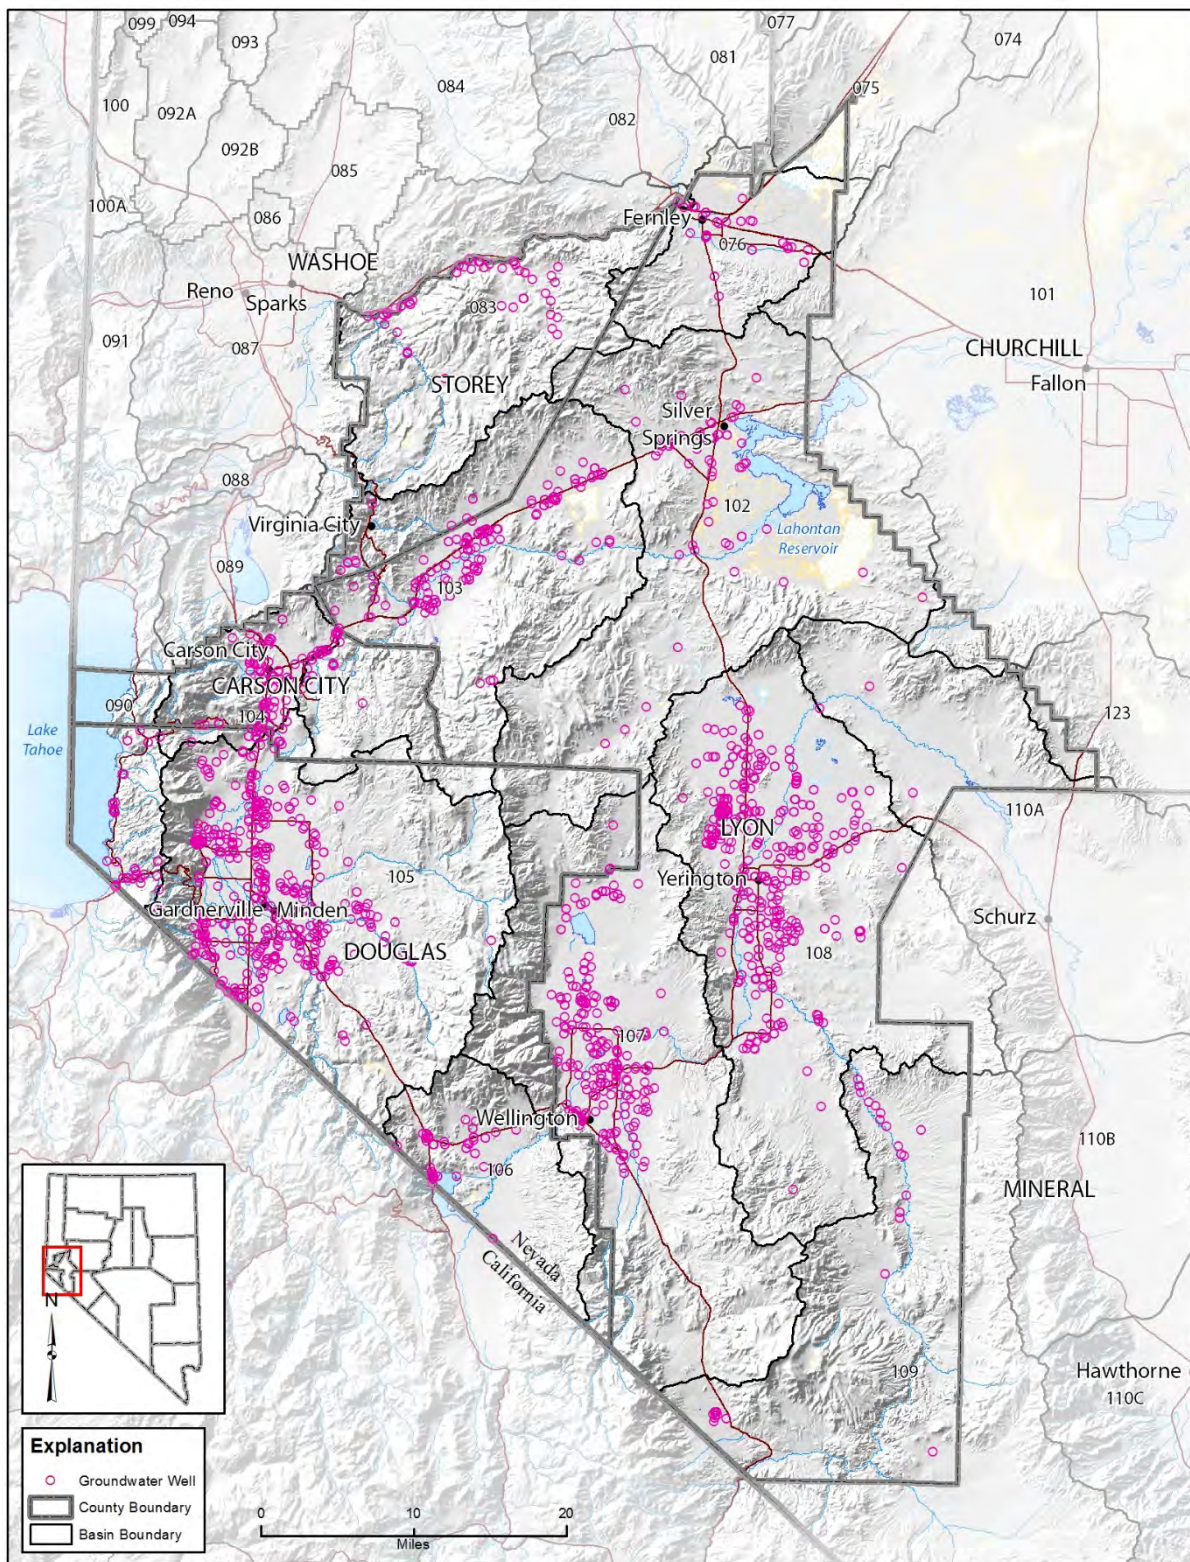 099
094
093
077
074
081
084
075
100
092A
082
092B
085
100A
086
Fernley
076
WASHOE
Reno
Sparks
083
101
091
087
CHURCHILL
Fallon
STOREY
Silver
Springs
088
102
Virginia City
Lahontan
Reservoir
089
103
Carson City
CARSON CITY
090
104
123
Lake
Tahoe
110A
LYON
105
Yerington
Gardnerville
Minden
Schurz
DOUGLAS
108
107
Wellington
110B
106
MINERAL
Nevada
California
N
109
Hawthorne
110C
Explanation
Groundwater Well
County Boundary
Basin Boundary
0
10
20
Miles